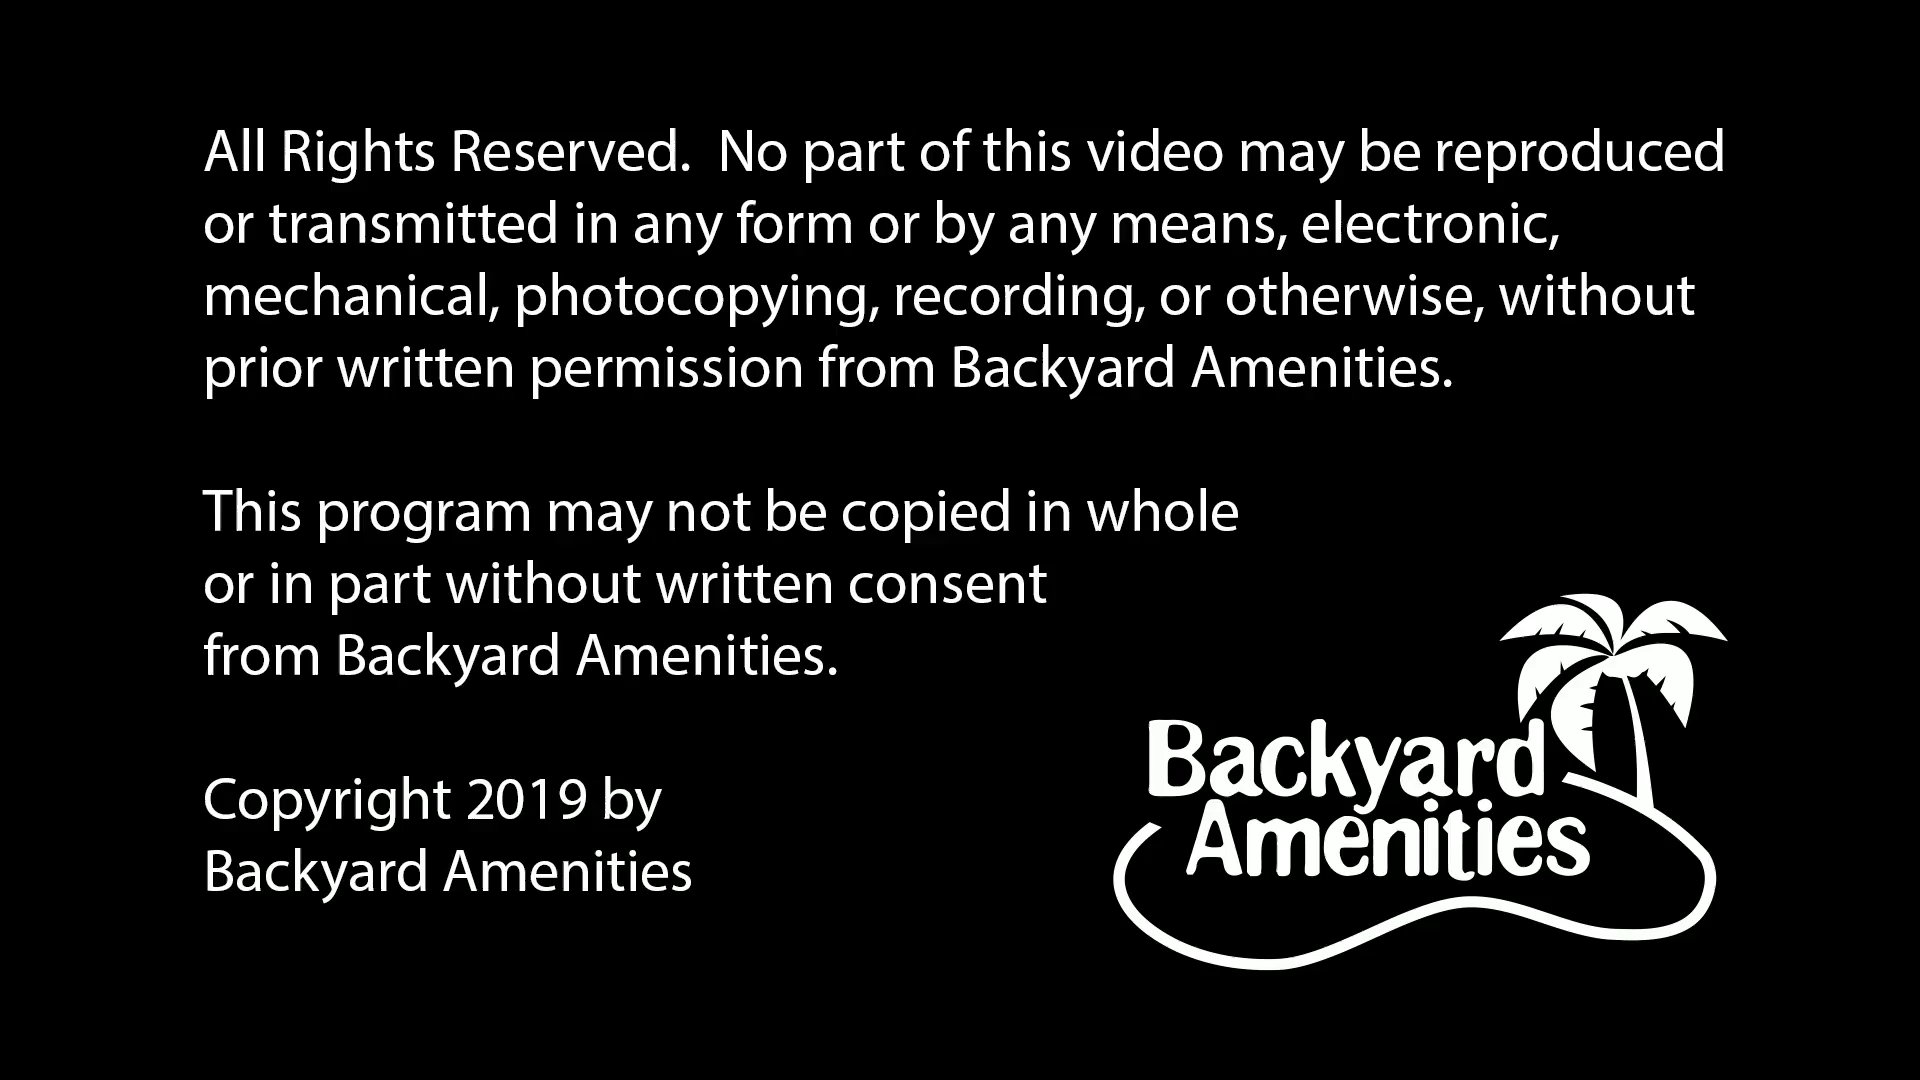 All Rights Reserved.  No part of this video may be reproduced
or transmitted in any form or by any means, electronic,
mechanical, photocopying, recording, or otherwise, without
prior written permission from Backyard Amenities.
This program may not be copied in whole
or in part without written consent
from Backyard Amenities.
Copyright 2019 by
Backyard Amenities
Backyard
Amenities